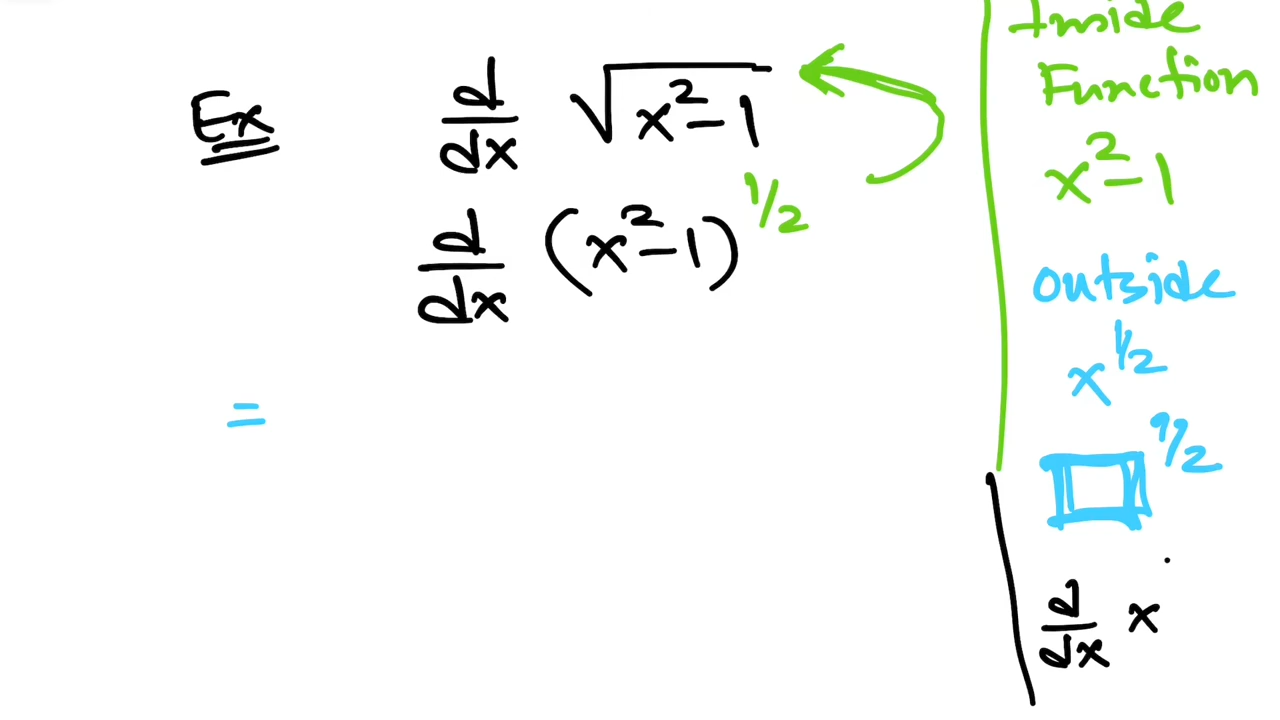 Ex d/dx √(x²-1)
d/dx (x²-1)^1/2
=
Inside
Function
x²-1
outside
x^1/2
□^1/2
d/dx x